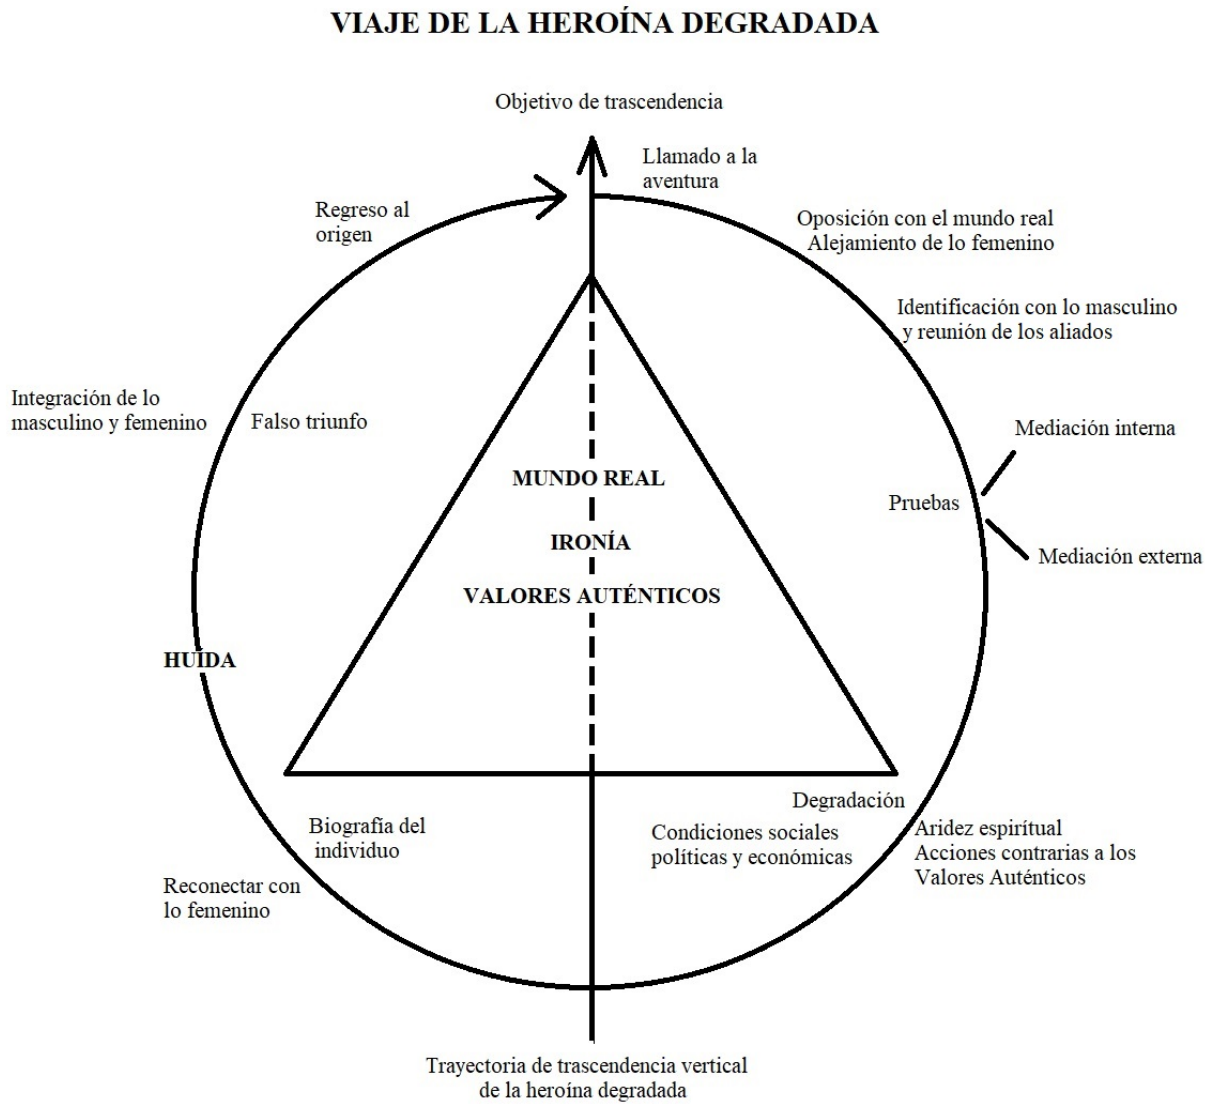 VIAJE DE LA HEROÍNA DEGRADADA
Objetivo de trascendencia
Llamado a la
aventura
Regreso al
origen
Oposición con el mundo real
Alejamiento de lo femenino
Identificación con lo masculino
y reunión de los aliados
Integración de lo
masculino y femenino
Falso triunfo
Mediación interna
MUNDO REAL
Pruebas
IRONÍA
Mediación externa
VALORES AUTÉNTICOS
HUÍDA
Degradación
Biografía del
individuo
Condiciones sociales
políticas y económicas
Aridez espirítual
Acciones contrarias a los
Valores Auténticos
Reconectar con
lo femenino
Trayectoria de trascendencia vertical
de la heroína degradada